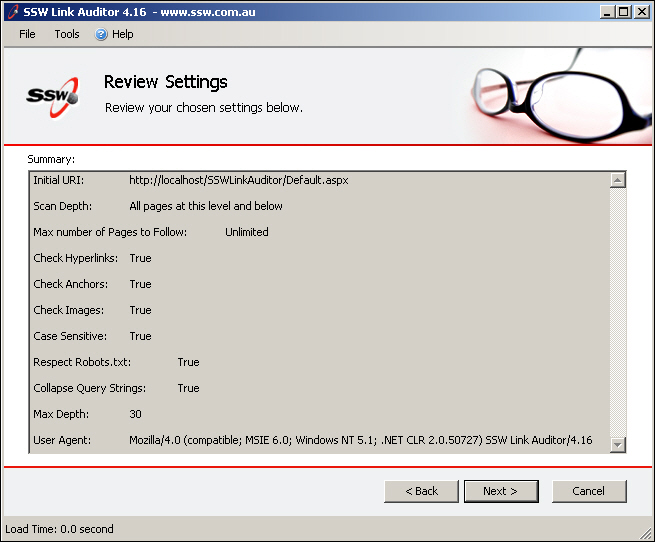 SSW Link Auditor 4.16 - www.ssw.com.au
File Tools Help
SSW
Review Settings
Review your chosen settings below.
Summary:
Initial URI: http://localhost/SSWLinkAuditor/Default.aspx
Scan Depth: All pages at this level and below
Max number of Pages to Follow: Unlimited
Check Hyperlinks: True
Check Anchors: True
Check Images: True
Case Sensitive: True
Respect Robots.txt: True
Collapse Query Strings: True
Max Depth: 30
User Agent: Mozilla/4.0 (compatible; MSIE 6.0; Windows NT 5.1; .NET CLR 2.0.50727) SSW Link Auditor/4.16
< Back Next > Cancel
Load Time: 0.0 second